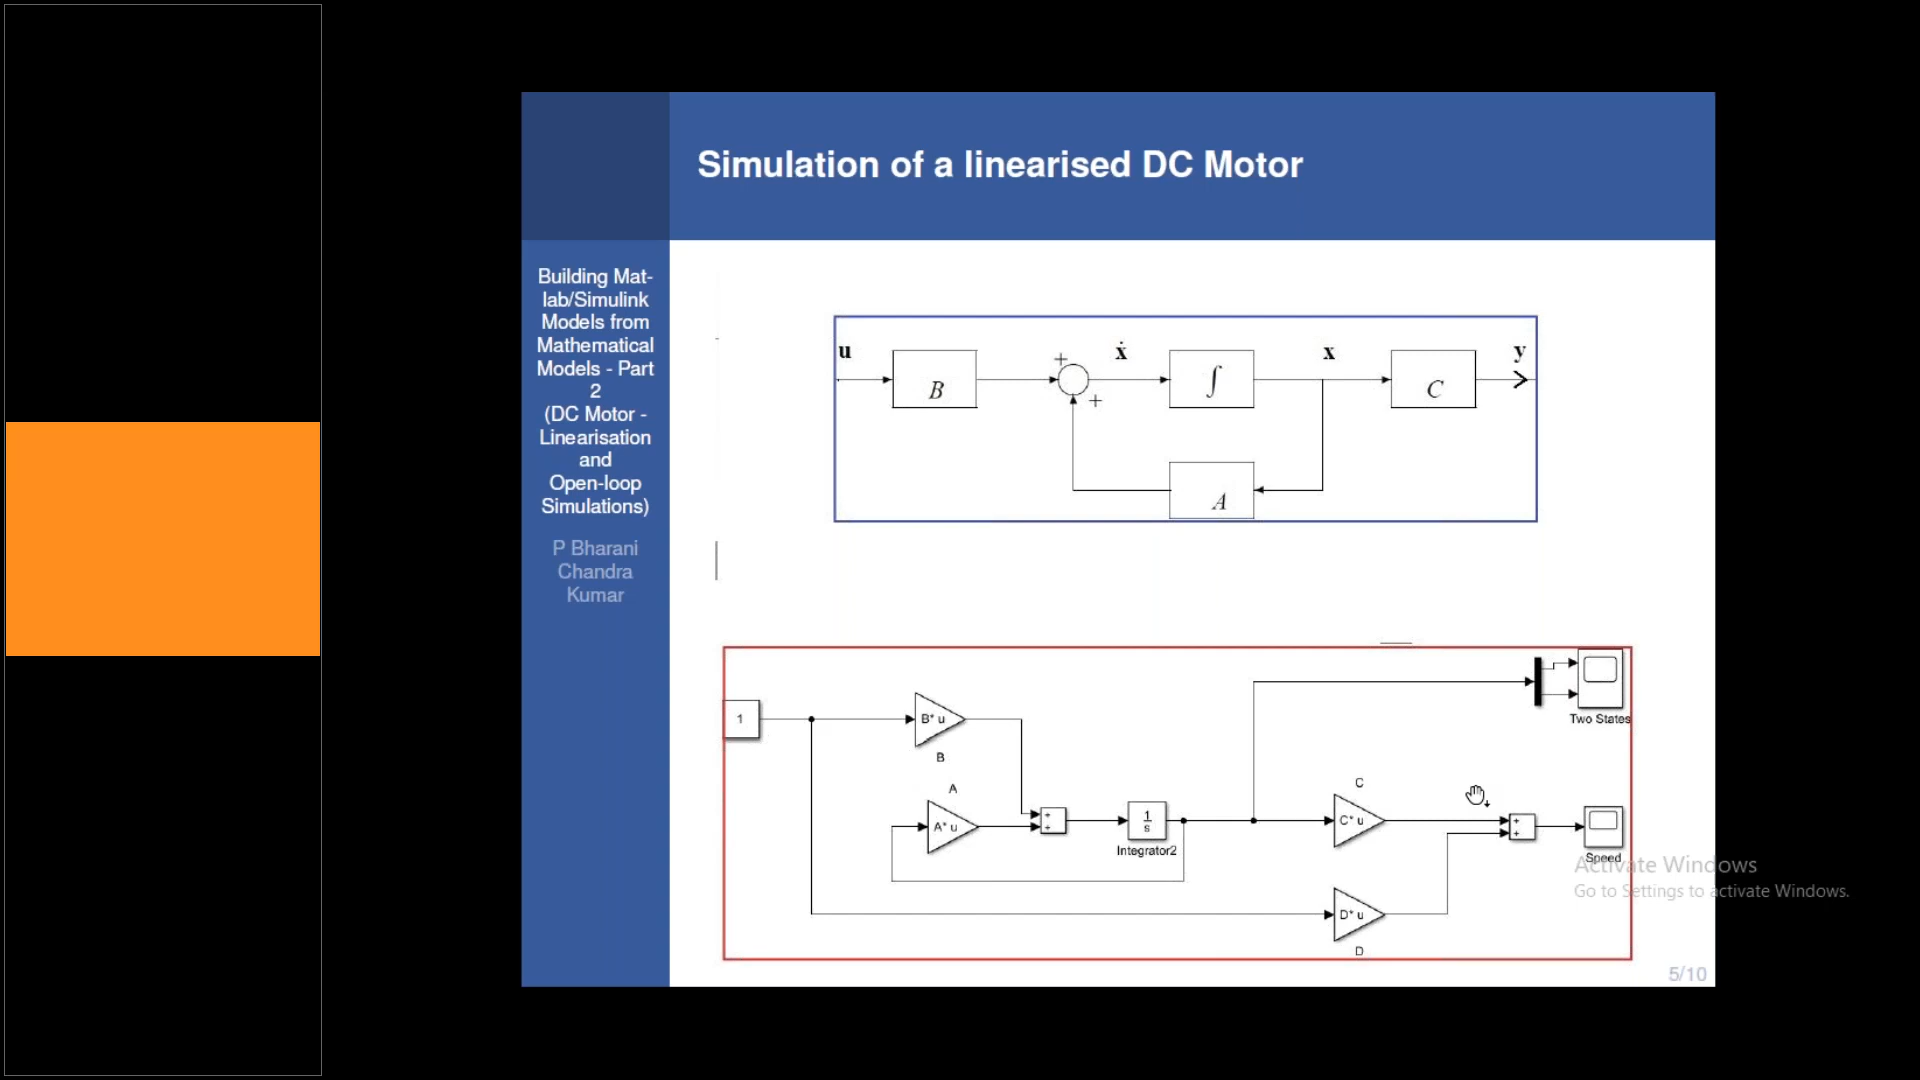 Simulation of a linearised DC Motor
Building Mat-
lab/Simulink
Models from
Mathematical
Models - Part
2
(DC Motor -
Linearisation
and
Open-loop
Simulations)
P Bharani
Chandra
Kumar
u
B
+
+
ẋ
∫
x
C
y
A
1
B* u
B
A
A* u
+
+
1
s
Integrator2
Two States
C
C* u
+
+
Speed
D* u
D
Activate Windows
Go to Settings to activate Windows.
5/10